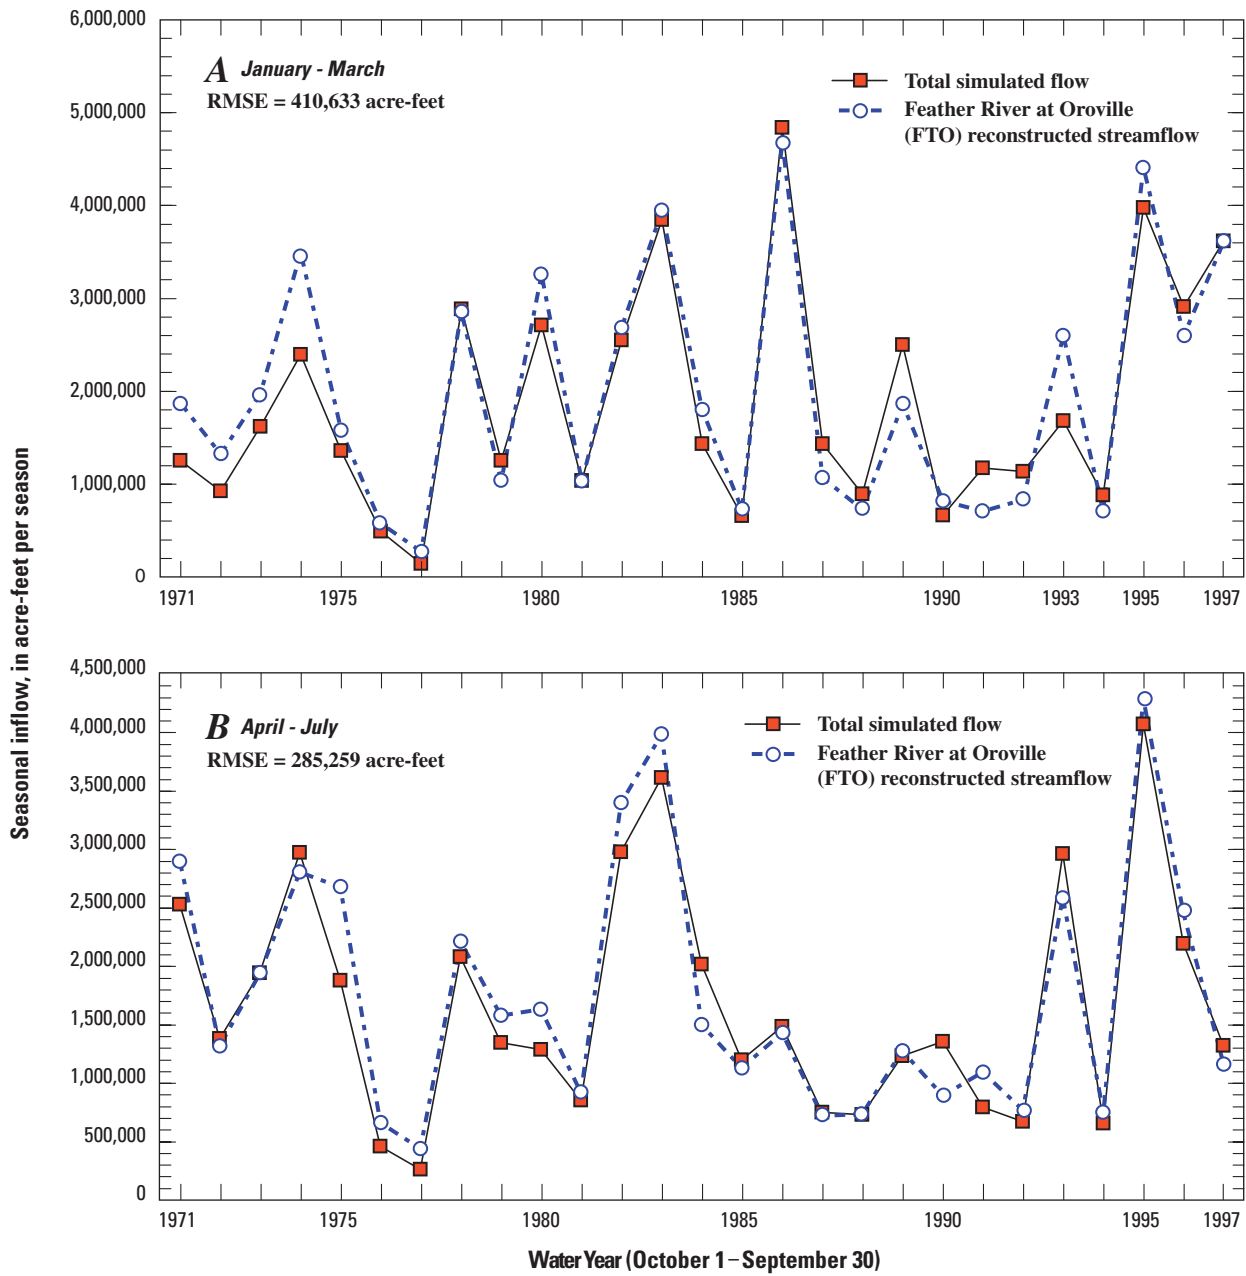 Seasonal inflow, in acre-feet per season
6,000,000
5,000,000
4,000,000
3,000,000
2,000,000
1,000,000
0
A January - March
RMSE = 410,633 acre-feet
Total simulated flow
Feather River at Oroville
(FTO) reconstructed streamflow
1971 1975 1980 1985 1990 1993 1995 1997
4,500,000
4,000,000
3,500,000
3,000,000
2,500,000
2,000,000
1,500,000
1,000,000
500,000
0
B April - July
RMSE = 285,259 acre-feet
Total simulated flow
Feather River at Oroville
(FTO) reconstructed streamflow
1971 1975 1980 1985 1990 1995 1997
Water Year (October 1–September 30)